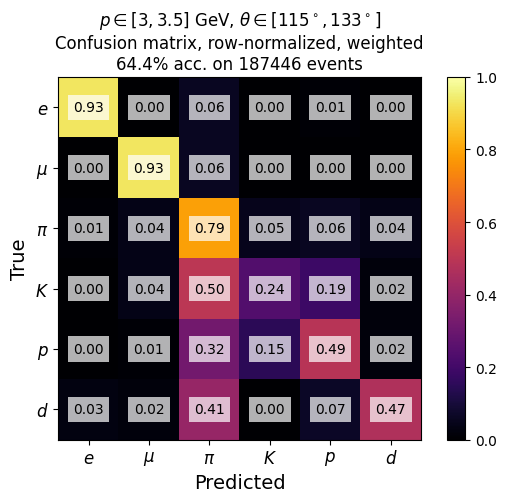 p ∈ [3, 3.5] GeV, θ ∈ [115°, 133°]
Confusion matrix, row-normalized, weighted
64.4% acc. on 187446 events
True
e 0.93 0.00 0.06 0.00 0.01 0.00
μ 0.00 0.93 0.06 0.00 0.00 0.00
π 0.01 0.04 0.79 0.05 0.06 0.04
K 0.00 0.04 0.50 0.24 0.19 0.02
p 0.00 0.01 0.32 0.15 0.49 0.02
d 0.03 0.02 0.41 0.00 0.07 0.47
e μ π K p d
Predicted
1.0
0.8
0.6
0.4
0.2
0.0